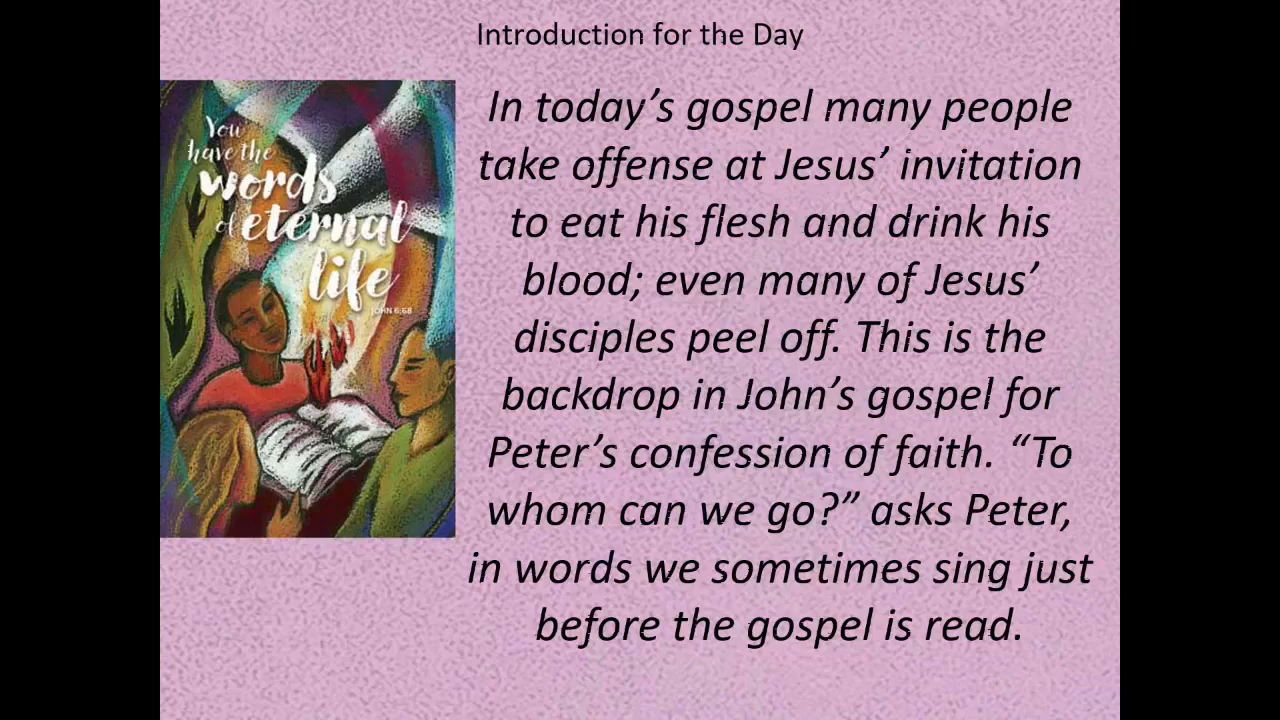 Introduction for the Day
You
have the
words
of eternal
life
JOHN 6:68
In today’s gospel many people
take offense at Jesus’ invitation
to eat his flesh and drink his
blood; even many of Jesus’
disciples peel off. This is the
backdrop in John’s gospel for
Peter’s confession of faith. “To
whom can we go?” asks Peter,
in words we sometimes sing just
before the gospel is read.